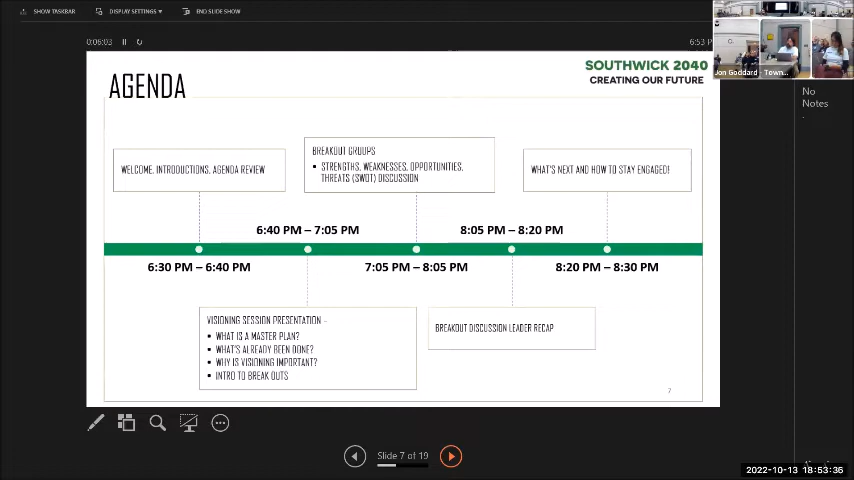 SHOW TASKBAR
DISPLAY SETTINGS
END SLIDE SHOW
0:06:03
6:53 P
Jon Goddard - Town...
No
Notes
.
SOUTHWICK 2040
CREATING OUR FUTURE
AGENDA
WELCOME, INTRODUCTIONS, AGENDA REVIEW
BREAKOUT GROUPS
▪ STRENGTHS, WEAKNESSES, OPPORTUNITIES,
THREATS (SWOT) DISCUSSION
WHAT'S NEXT AND HOW TO STAY ENGAGED!
6:40 PM – 7:05 PM
8:05 PM – 8:20 PM
6:30 PM – 6:40 PM
7:05 PM – 8:05 PM
8:20 PM – 8:30 PM
VISIONING SESSION PRESENTATION –
▪ WHAT IS A MASTER PLAN?
▪ WHAT'S ALREADY BEEN DONE?
▪ WHY IS VISIONING IMPORTANT?
▪ INTRO TO BREAK OUTS
BREAKOUT DISCUSSION LEADER RECAP
7
Slide 7 of 19
2022-10-13 18:53:36